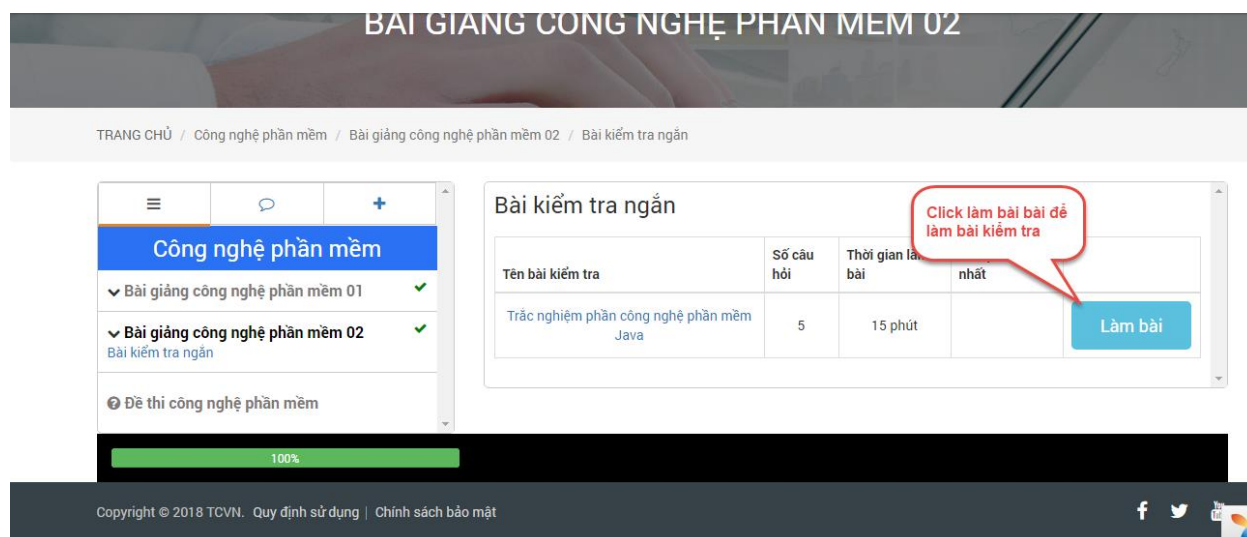 BÀI GIẢNG CÔNG NGHỆ PHẦN MỀM 02
TRANG CHỦ / Công nghệ phần mềm / Bài giảng công nghệ phần mềm 02 / Bài kiểm tra ngắn
Công nghệ phần mềm
Bài giảng công nghệ phần mềm 01
Bài giảng công nghệ phần mềm 02
Bài kiểm tra ngắn
Đề thi công nghệ phần mềm
Bài kiểm tra ngắn
Click làm bài bài để
làm bài kiểm tra
Tên bài kiểm tra
Số câu
hỏi
Thời gian
bài
nhất
Trắc nghiệm phần công nghệ phần mềm
Java
5
15 phút
Làm bài
100%
Copyright © 2018 TCVN. Quy định sử dụng | Chính sách bảo mật